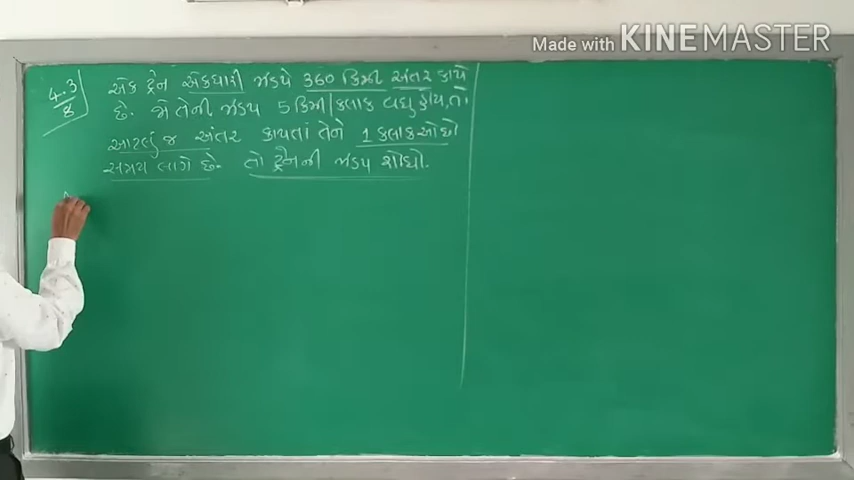 Made with KINEMASTER
4.3
8
એક ટ્રેન એકધારી ઝડપે 360 કિમી અંતર કાપે
છે. જો તેની ઝડપ 5 કિમી/કલાક વધુ હોય, તો
આટલું જ અંતર કાપતાં તેને 1 કલાક ઓછો
સમય લાગે છે. તો ટ્રેનની ઝડપ શોધો.